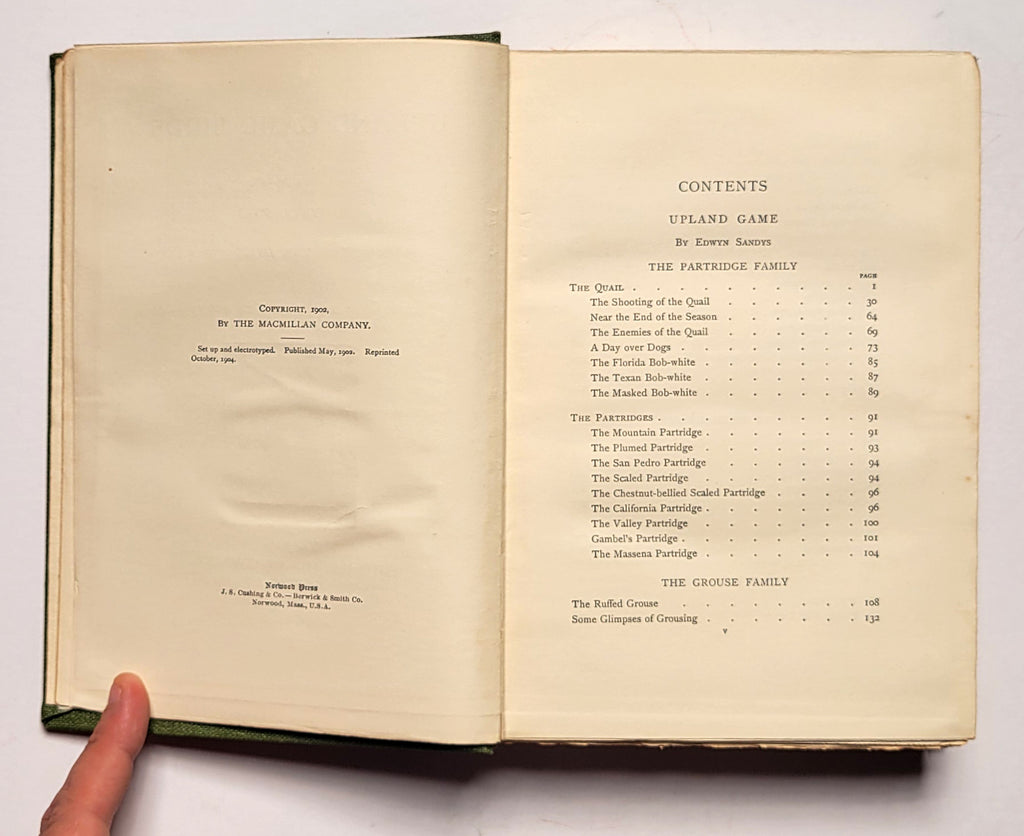 COPYRIGHT, 1902,
BY THE MACMILLAN COMPANY.
Set up and electrotyped. Published May, 1902. Reprinted
October, 1904.
Norwood Press
J. S. Cushing & Co.—Berwick & Smith Co.
Norwood, Mass., U.S.A.
CONTENTS
UPLAND GAME
BY EDWYN SANDYS
THE PARTRIDGE FAMILY
PAGE
THE QUAIL . . . . . . . . . . 1
The Shooting of the Quail . . . . . . 30
Near the End of the Season . . . . . . 64
The Enemies of the Quail . . . . . . 69
A Day over Dogs . . . . . . . . 73
The Florida Bob-white . . . . . . . 85
The Texan Bob-white . . . . . . . 87
The Masked Bob-white . . . . . . . 89
THE PARTRIDGES . . . . . . . . . 91
The Mountain Partridge . . . . . . . 91
The Plumed Partridge . . . . . . . 93
The San Pedro Partridge . . . . . . 94
The Scaled Partridge . . . . . . . 94
The Chestnut-bellied Scaled Partridge . . . . 96
The California Partridge . . . . . . . 96
The Valley Partridge . . . . . . . 100
Gambel's Partridge . . . . . . . . 101
The Massena Partridge . . . . . . . 104
THE GROUSE FAMILY
The Ruffed Grouse . . . . . . . . 108
Some Glimpses of Grousing . . . . . . . 132
v